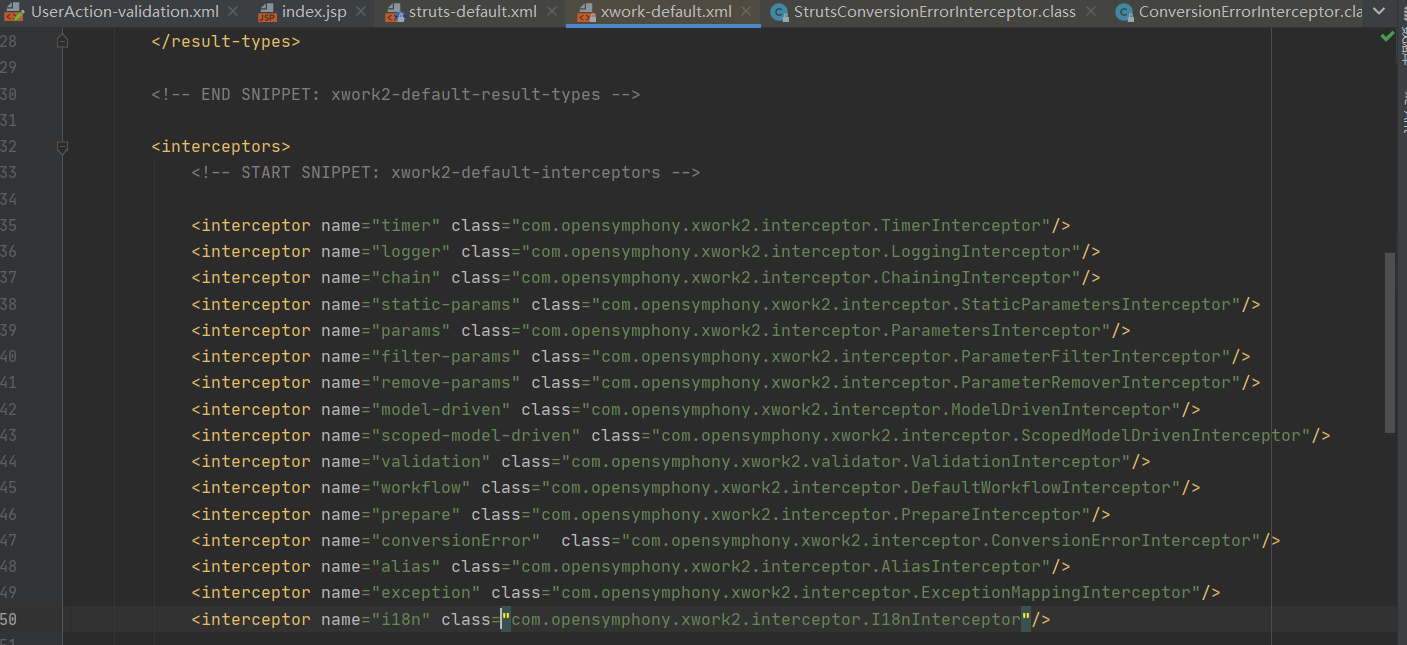 UserAction-validation.xml
index.jsp
struts-default.xml
xwork-default.xml
StrutsConversionErrorInterceptor.class
ConversionErrorInterceptor.cla
28 </result-types>
29
30 <!-- END SNIPPET: xwork2-default-result-types -->
31
32 <interceptors>
33 <!-- START SNIPPET: xwork2-default-interceptors -->
34
35 <interceptor name="timer" class="com.opensymphony.xwork2.interceptor.TimerInterceptor"/>
36 <interceptor name="logger" class="com.opensymphony.xwork2.interceptor.LoggingInterceptor"/>
37 <interceptor name="chain" class="com.opensymphony.xwork2.interceptor.ChainingInterceptor"/>
38 <interceptor name="static-params" class="com.opensymphony.xwork2.interceptor.StaticParametersInterceptor"/>
39 <interceptor name="params" class="com.opensymphony.xwork2.interceptor.ParametersInterceptor"/>
40 <interceptor name="filter-params" class="com.opensymphony.xwork2.interceptor.ParameterFilterInterceptor"/>
41 <interceptor name="remove-params" class="com.opensymphony.xwork2.interceptor.ParameterRemoverInterceptor"/>
42 <interceptor name="model-driven" class="com.opensymphony.xwork2.interceptor.ModelDrivenInterceptor"/>
43 <interceptor name="scoped-model-driven" class="com.opensymphony.xwork2.interceptor.ScopedModelDrivenInterceptor"/>
44 <interceptor name="validation" class="com.opensymphony.xwork2.validator.ValidationInterceptor"/>
45 <interceptor name="workflow" class="com.opensymphony.xwork2.interceptor.DefaultWorkflowInterceptor"/>
46 <interceptor name="prepare" class="com.opensymphony.xwork2.interceptor.PrepareInterceptor"/>
47 <interceptor name="conversionError"  class="com.opensymphony.xwork2.interceptor.ConversionErrorInterceptor"/>
48 <interceptor name="alias" class="com.opensymphony.xwork2.interceptor.AliasInterceptor"/>
49 <interceptor name="exception" class="com.opensymphony.xwork2.interceptor.ExceptionMappingInterceptor"/>
50 <interceptor name="i18n" class="com.opensymphony.xwork2.interceptor.I18nInterceptor"/>